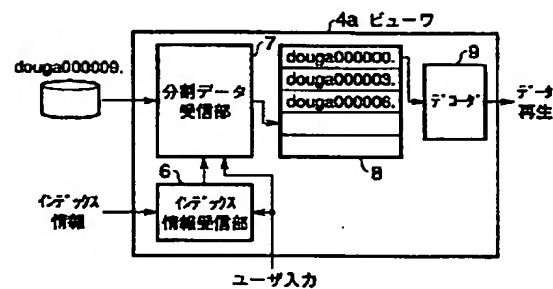 4a ビューワ
douga000009.
7
分割データ
受信部
douga000000.
douga000003.
douga000006.
8
9
デコーダ
データ
再生
インデックス
情報
6
インデックス
情報受信部
ユーザ入力